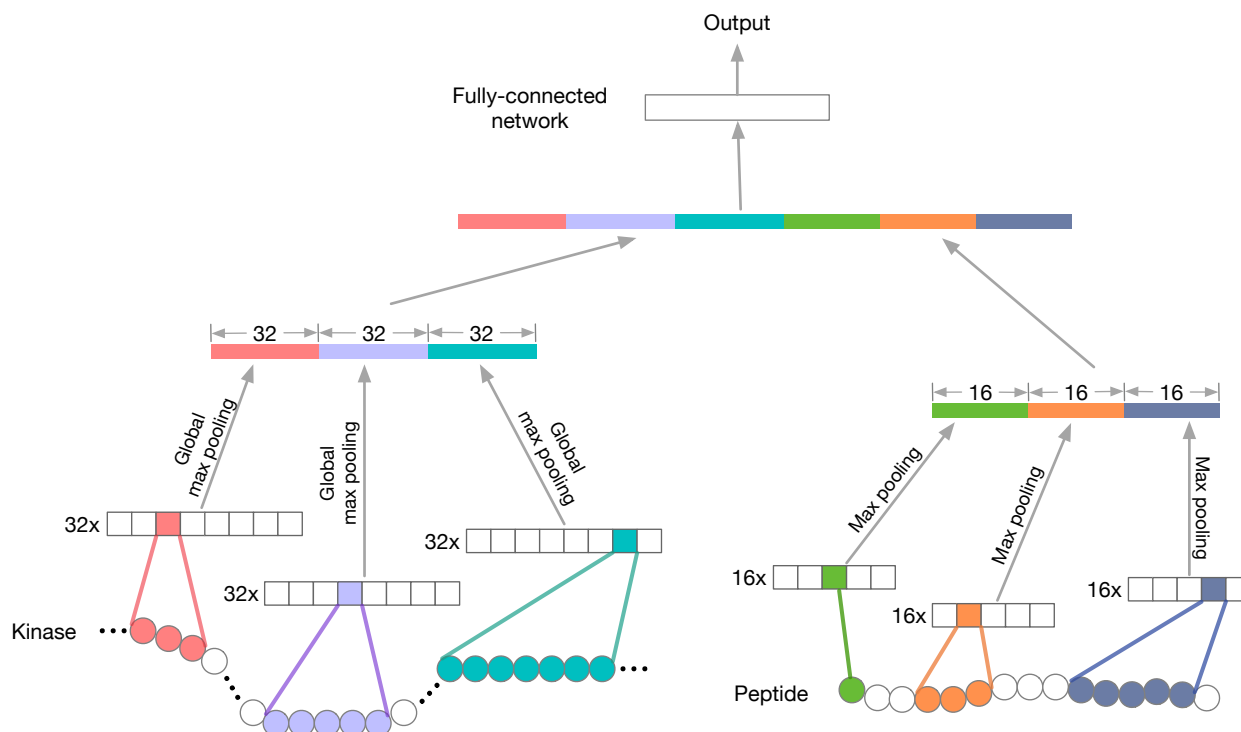 Output
Fully-connected
network
32
32
32
16
16
16
Global
max pooling
Global
max pooling
Global
max pooling
Max pooling
Max pooling
Max pooling
32x
32x
32x
16x
16x
16x
Kinase
Peptide